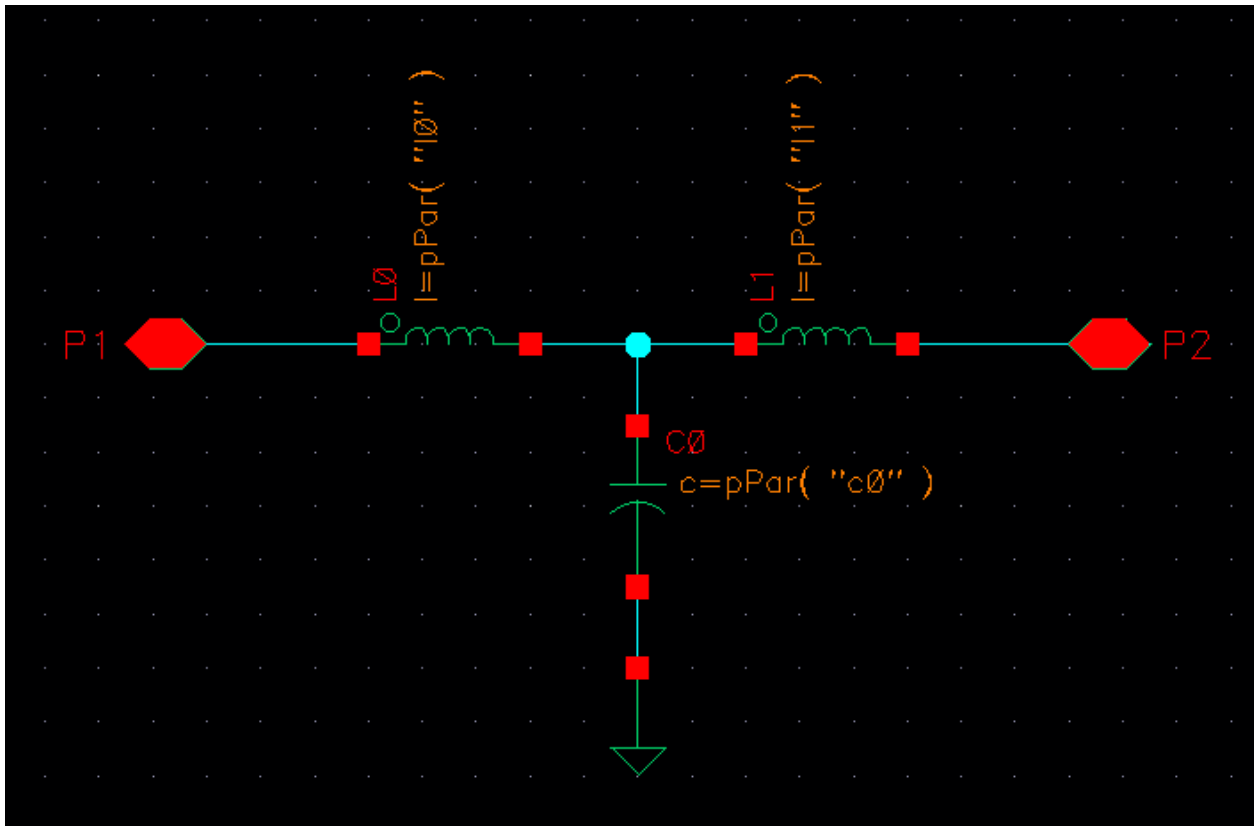 l=pPar( "l0" )
l=pPar( "l1" )
L0
L1
P1
P2
C0
c=pPar( "c0" )